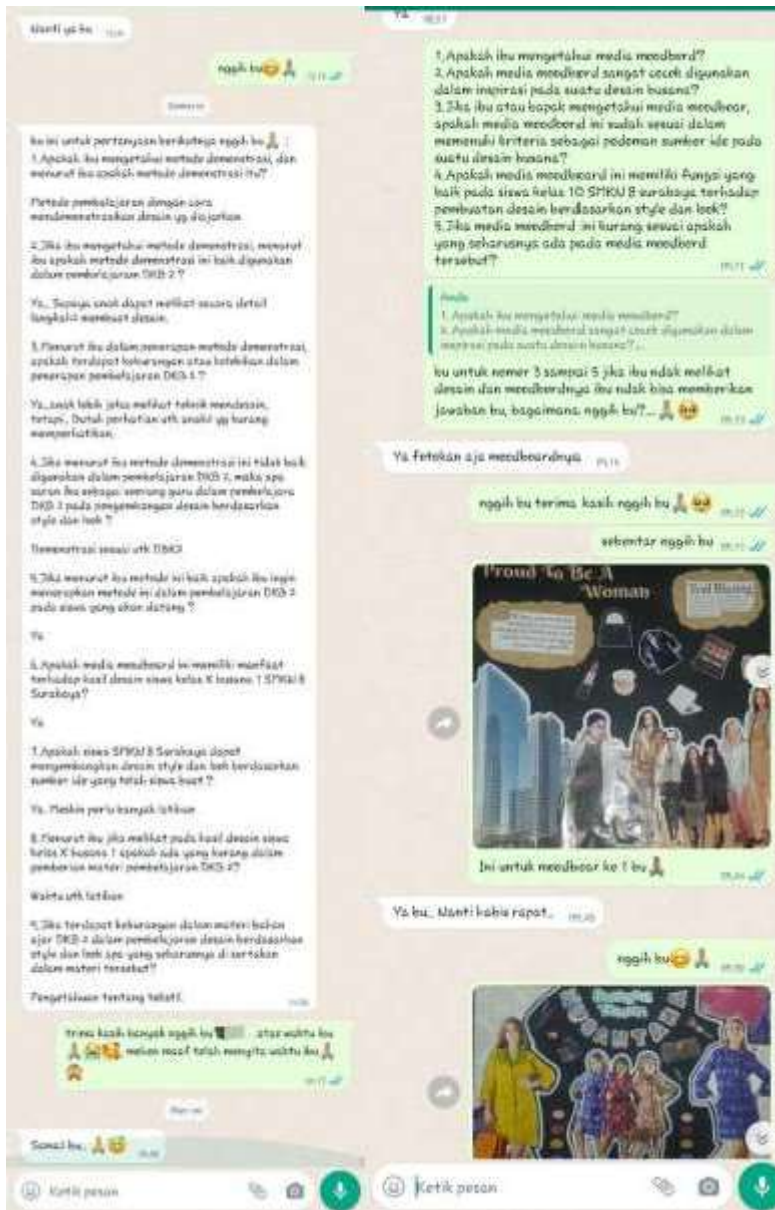 Nanti ya bu
nggih bu
Kemarin
bu ini untuk pertanyaan berikutnya nggih bu
1. Apakah ibu mengetahui metode demonstrasi, dan
menurut ibu apakah metode demonstrasi itu?
Metode pembelajaran dengan cara
mendemonstrasikan desain yg diajarkan
2. Jika ibu mengetahui metode demonstrasi, menurut
ibu apakah metode demonstrasi ini baik digunakan
dalam pembelajaran DKB 2 ?
Ya.. Supaya anak dapat melihat secara detail
langkah2 membuat desain.
3. Menurut ibu dalam penerapan metode demonstrasi,
apakah terdapat kekurangan atau kelebihan dalam
penerapan pembelajaran DKB 2 ?
Ya..anak lebih jelas melihat teknik mendesain,
tetapi.. Butuh perhatian utk anak2 yg kurang
memperhatikan.
4. Jika menurut ibu metode demonstrasi ini tidak baik
digunakan dalam pembelajaran DKB 2, maka apa
saran ibu sebagai seorang guru dalam pembelajara
DKB 2 pada pengembangan desain berdasarkan
style dan look ?
Demonstrasi sesuai utk DBK2
5. Jika menurut ibu metode ini baik apakah ibu ingin
menerapkan metode ini dalam pembelajaran DKB 2
pada siswa yang akan datang ?
Ya
6. Apakah media moodboard ini memiliki manfaat
terhadap hasil desain siswa kelas X busana 1 SMKN 8
Surabaya?
Ya
7. Apakah siswa SMKN 8 Surabaya dapat
mengembangkan desain style dan look berdasarkan
sumber ide yang telah siswa buat ?
Ya. Meskin perlu banyak latihan
8. Menurut ibu jika melihat pada hasil desain siswa
kelas X busana 1 apakah ada yang kurang dalam
pemberian materi pembelajaran DKB 2?
Waktu utk latihan
9. Jika terdapat kekurangan dalam materi bahan
ajar DKB 2 dalam pembelajaran desain berdasarkan
style dan look apa yang seharusnya di sertakan
dalam materi tersebut?
Pengetahuan tentang tekstil.
trima kasih banyak nggih bu atas waktu ibu
mohon maaf telah menyita waktu ibu
Hari ini
Sama2 bu..
Ketik pesan
Ya
1. Apakah ibu mengetahui media moodbord?
2. Apakah media moodboard sangat cocok digunakan
dalam inspirasi pada suatu desain busana?
3. Jika ibu atau bapak mengetahui media moodboar,
apakah media moodbord ini sudah sesuai dalam
memenuhi kriteria sebagai pedoman sumber ide pada
suatu desain busana?
4. Apakah media moodboard ini memiliki fungsi yang
baik pada siswa kelas 10 SMKN 8 surabaya terhadap
pembuatan desain berdasarkan style dan look?
5. Jika media moodbord ini kurang sesuai apakah
yang seharusnya ada pada media moodbord
tersebut?
Anda
1. Apakah ibu mengetahui media moodbord?
2. Apakah media moodboard sangat cocok digunakan dalam
inspirasi pada suatu desain busana?...
bu untuk nomer 3 sampai 5 jika ibu ndak melihat
desain dan moodbordnya ibu ndak bisa memberikan
jawaban bu, bagaimana nggih bu?...
Ya fotokan aja moodboardnya
nggih bu terima kasih nggih bu
sebentar nggih bu
Proud To Be A
Woman
Ini untuk moodboar ke 1 bu
Ya bu.. Nanti habis rapat..
nggih bu
Ketik pesan